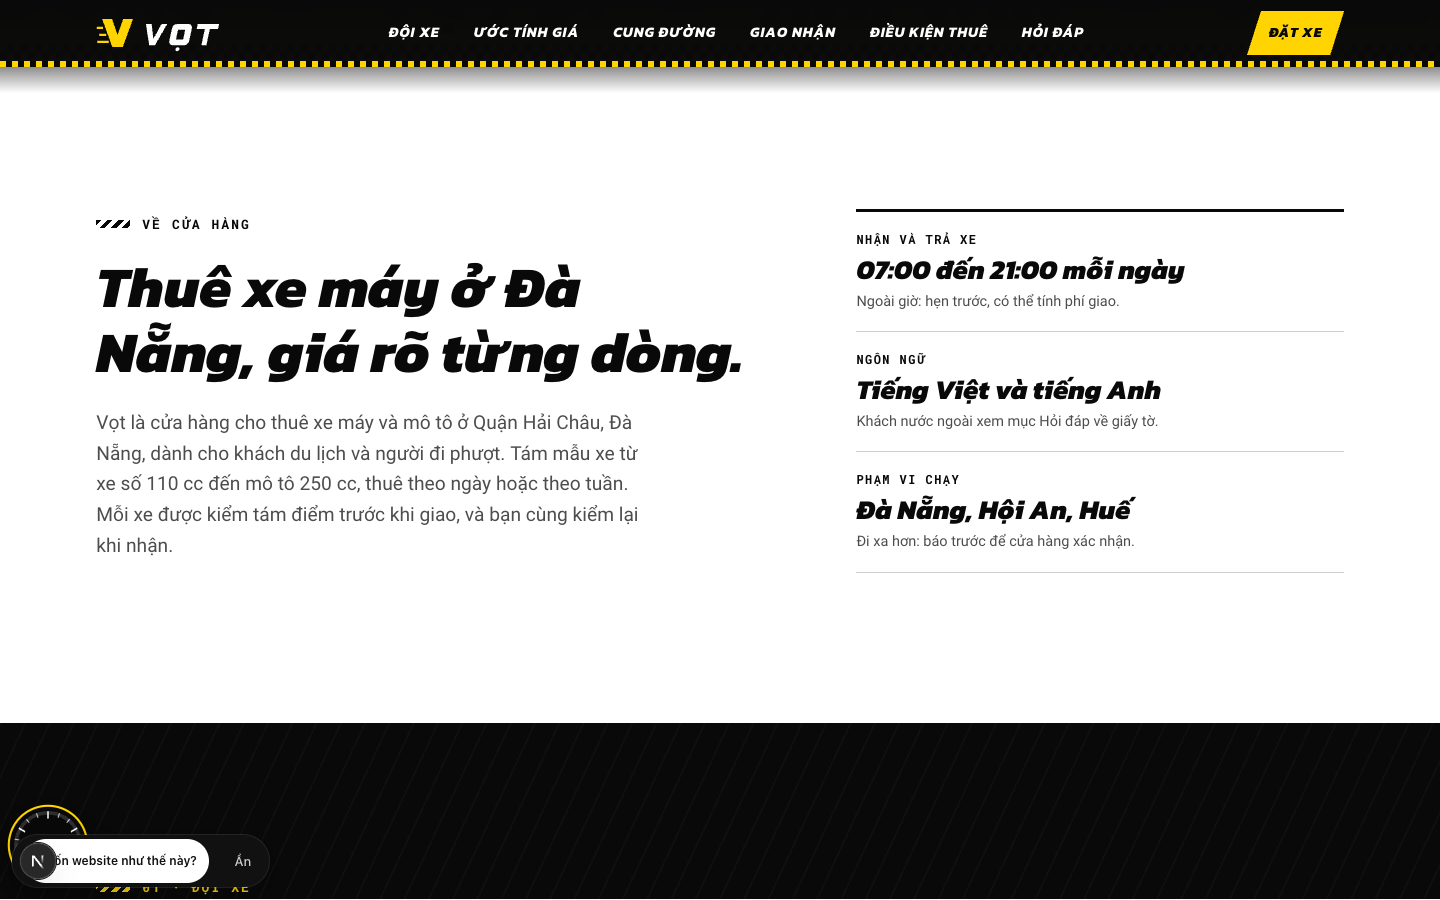 VỌT
ĐỘI XE
ƯỚC TÍNH GIÁ
CUNG ĐƯỜNG
GIAO NHẬN
ĐIỀU KIỆN THUÊ
HỎI ĐÁP
ĐẶT XE
VỀ CỬA HÀNG
Thuê xe máy ở Đà
Nẵng, giá rõ từng dòng.
Vọt là cửa hàng cho thuê xe máy và mô tô ở Quận Hải Châu, Đà
Nẵng, dành cho khách du lịch và người đi phượt. Tám mẫu xe từ
xe số 110 cc đến mô tô 250 cc, thuê theo ngày hoặc theo tuần.
Mỗi xe được kiểm tám điểm trước khi giao, và bạn cùng kiểm lại
khi nhận.
NHẬN VÀ TRẢ XE
07:00 đến 21:00 mỗi ngày
Ngoài giờ: hẹn trước, có thể tính phí giao.
NGÔN NGỮ
Tiếng Việt và tiếng Anh
Khách nước ngoài xem mục Hỏi đáp về giấy tờ.
PHẠM VI CHẠY
Đà Nẵng, Hội An, Huế
Đi xa hơn: báo trước để cửa hàng xác nhận.
website như thế này?
Ẩn
ĐỘI XE